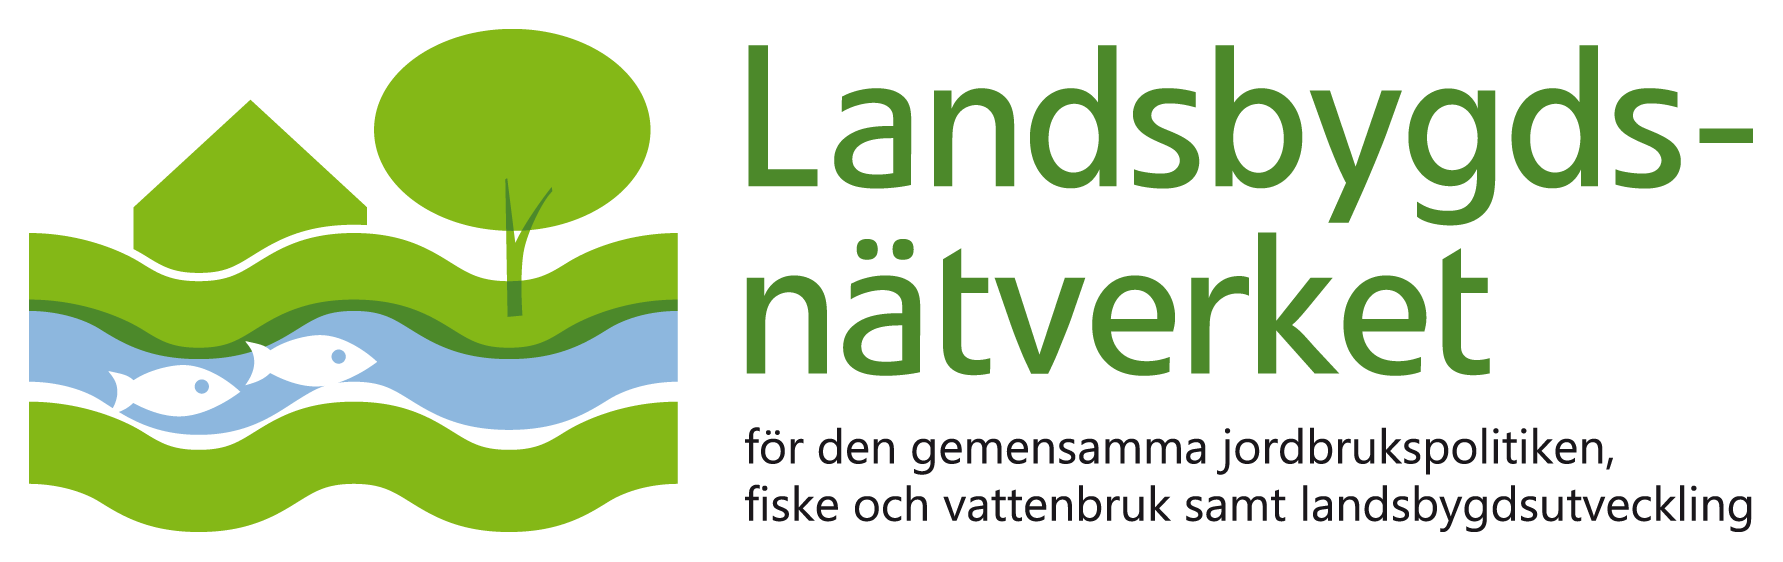 Landsbygds-
nätverket
för den gemensamma jordbrukspolitiken,
fiske och vattenbruk samt landsbygdsutveckling